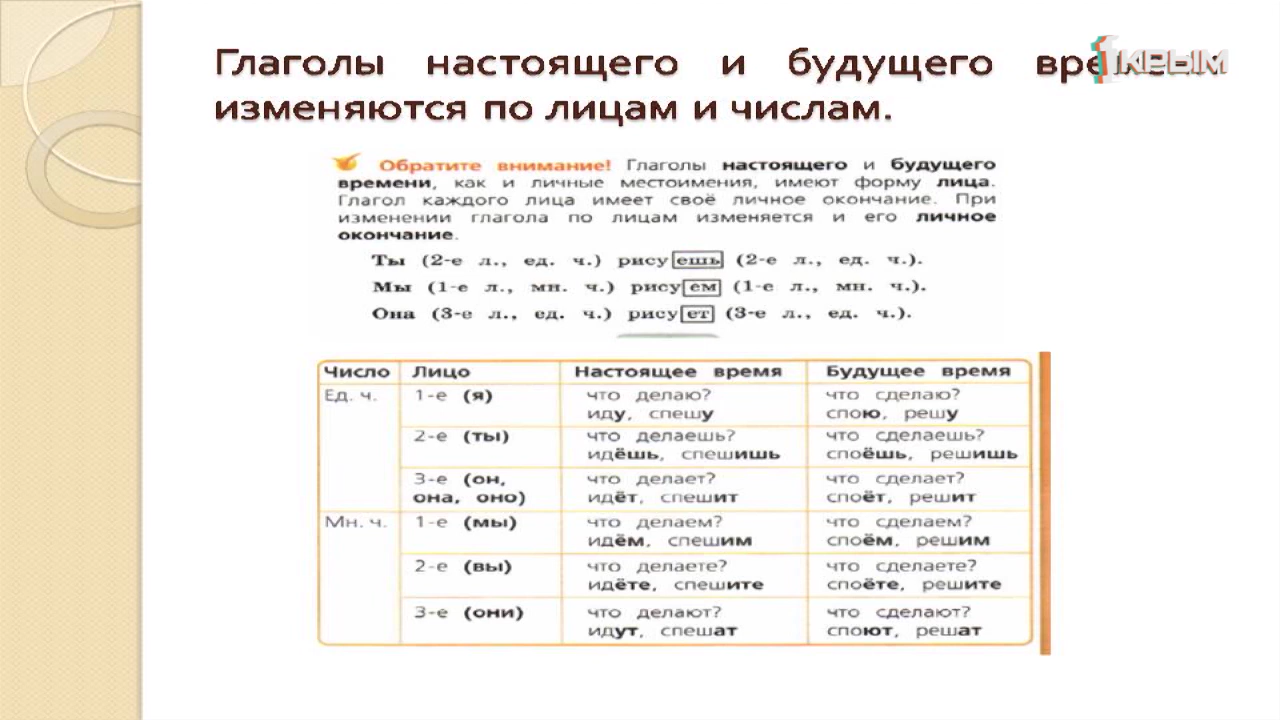 Глаголы настоящего и будущего времени
1КРЫМ
изменяются по лицам и числам.
Обратите внимание! Глаголы настоящего и будущего
времени, как и личные местоимения, имеют форму лица.
Глагол каждого лица имеет своё личное окончание. При
изменении глагола по лицам изменяется и его личное
окончание.
Ты (2-е л., ед. ч.) рисуешь (2-е л., ед. ч.).
Мы (1-е л., мн. ч.) рисуем (1-е л., мн. ч.).
Она (3-е л., ед. ч.) рисует (3-е л., ед. ч.).
Число Лицо Настоящее время Будущее время
Ед. ч. 1-е (я) что делаю? что сделаю?
иду, спешу спою, решу
2-е (ты) что делаешь? что сделаешь?
идёшь, спешишь споёшь, решишь
3-е (он, что делает? что сделает?
она, оно) идёт, спешит споёт, решит
Мн. ч. 1-е (мы) что делаем? что сделаем?
идём, спешим споём, решим
2-е (вы) что делаете? что сделаете?
идёте, спешите споёте, решите
3-е (они) что делают? что сделают?
идут, спешат споют, решат